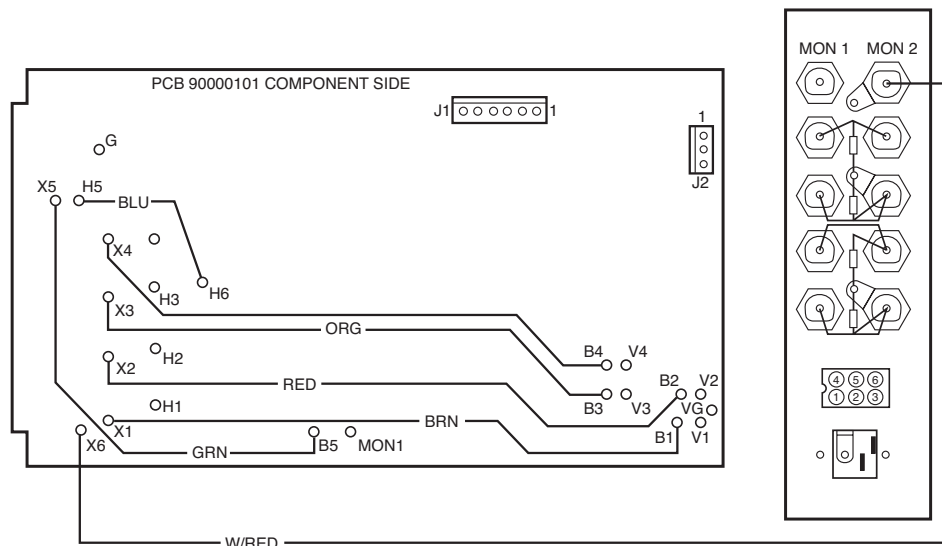 MON 1 MON 2
PCB 90000101 COMPONENT SIDE
J1 1
1
J2
G
X5 H5
BLU
X4
H3 H6
X3
ORG
H2
X2
B4 V4
RED
B2 V2
B3 V3 VG
H1
X1
BRN
X6
GRN
B5 MON1
B1 V1
4 5 6
1 2 3
W/RED